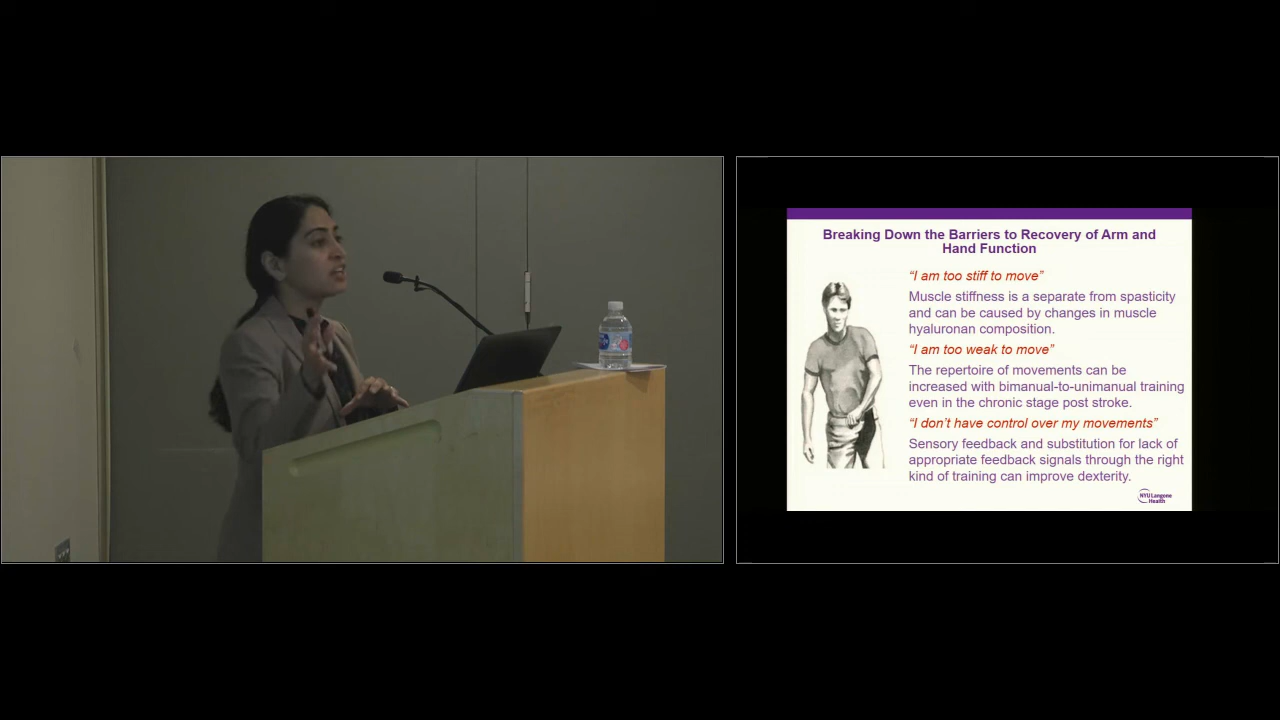 Breaking Down the Barriers to Recovery of Arm and
Hand Function
“I am too stiff to move”
Muscle stiffness is a separate from spasticity
and can be caused by changes in muscle
hyaluronan composition.
“I am too weak to move”
The repertoire of movements can be
increased with bimanual-to-unimanual training
even in the chronic stage post stroke.
“I don’t have control over my movements”
Sensory feedback and substitution for lack of
appropriate feedback signals through the right
kind of training can improve dexterity.
NYU Langone
Health